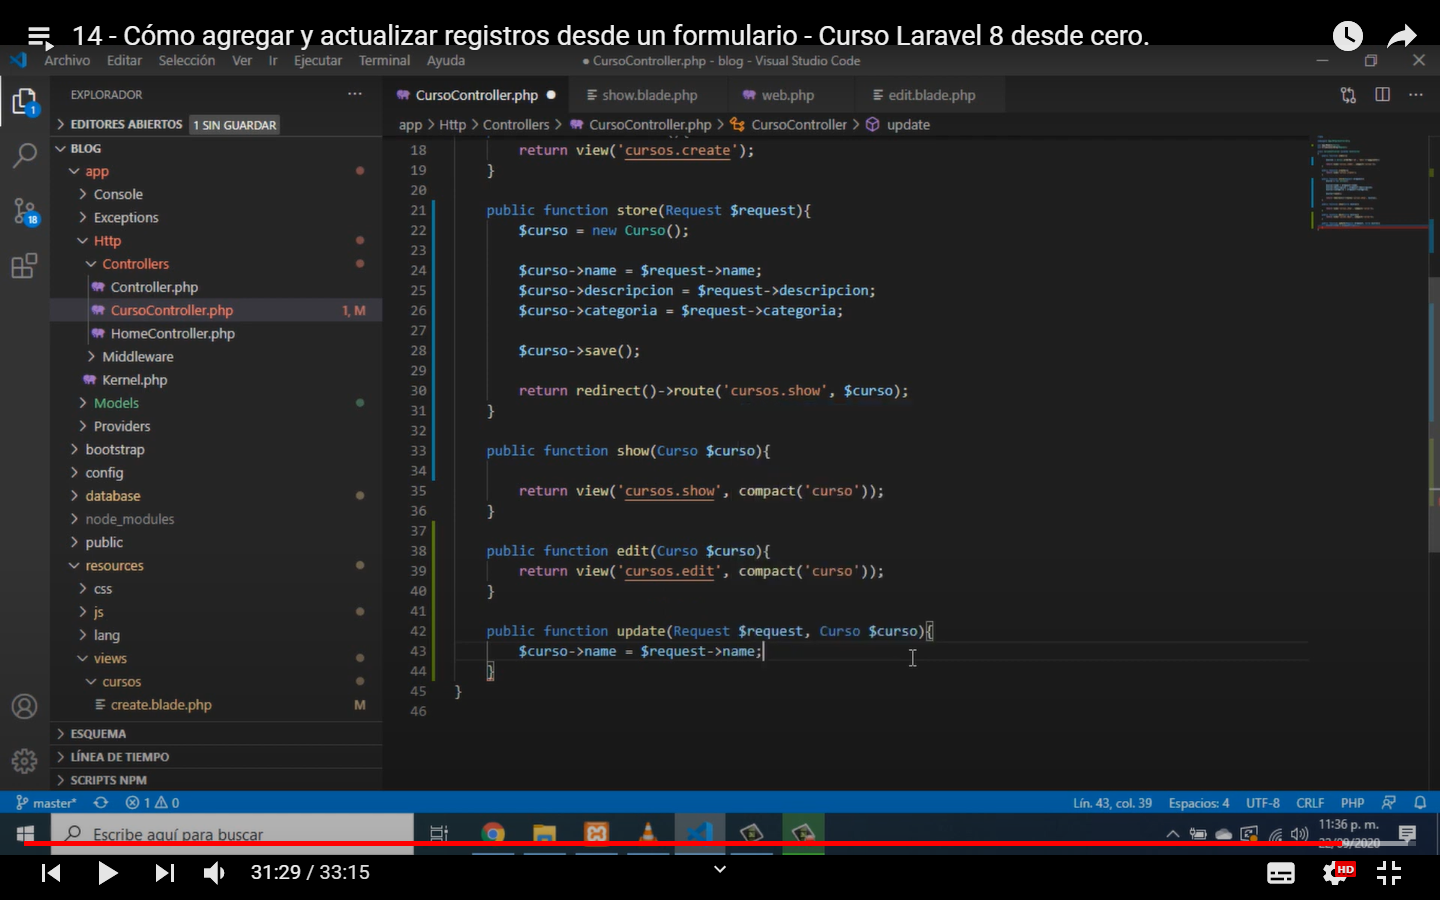 14 - Cómo agregar y actualizar registros desde un formulario - Curso Laravel 8 desde cero.
Archivo Editar Selección Ver Ir Ejecutar Terminal Ayuda
● CursoController.php - blog - Visual Studio Code
EXPLORADOR
EDITORES ABIERTOS 1 SIN GUARDAR
BLOG
app
Console
Exceptions
Http
Controllers
Controller.php
CursoController.php 1, M
HomeController.php
Middleware
Kernel.php
Models
Providers
bootstrap
config
database
node_modules
public
resources
css
js
lang
views
cursos
create.blade.php M
ESQUEMA
LÍNEA DE TIEMPO
SCRIPTS NPM
1
18
CursoController.php ● show.blade.php web.php edit.blade.php
app > Http > Controllers > CursoController.php > CursoController > update
18 return view('cursos.create');
19 }
20
21 public function store(Request $request){
22 $curso = new Curso();
23
24 $curso->name = $request->name;
25 $curso->descripcion = $request->descripcion;
26 $curso->categoria = $request->categoria;
27
28 $curso->save();
29
30 return redirect()->route('cursos.show', $curso);
31 }
32
33 public function show(Curso $curso){
34
35 return view('cursos.show', compact('curso'));
36 }
37
38 public function edit(Curso $curso){
39 return view('cursos.edit', compact('curso'));
40 }
41
42 public function update(Request $request, Curso $curso){
43 $curso->name = $request->name;
44 }
45 }
46
master* 1 0 Lín. 43, col. 39 Espacios: 4 UTF-8 CRLF PHP
Escribe aquí para buscar
11:36 p. m.
22/09/2020
31:29 / 33:15
HD